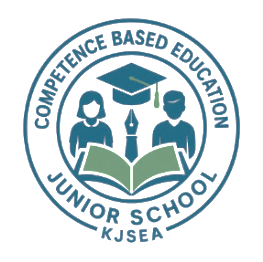 COMPETENCE BASED EDUCATION
JUNIOR SCHOOL
KJSEA